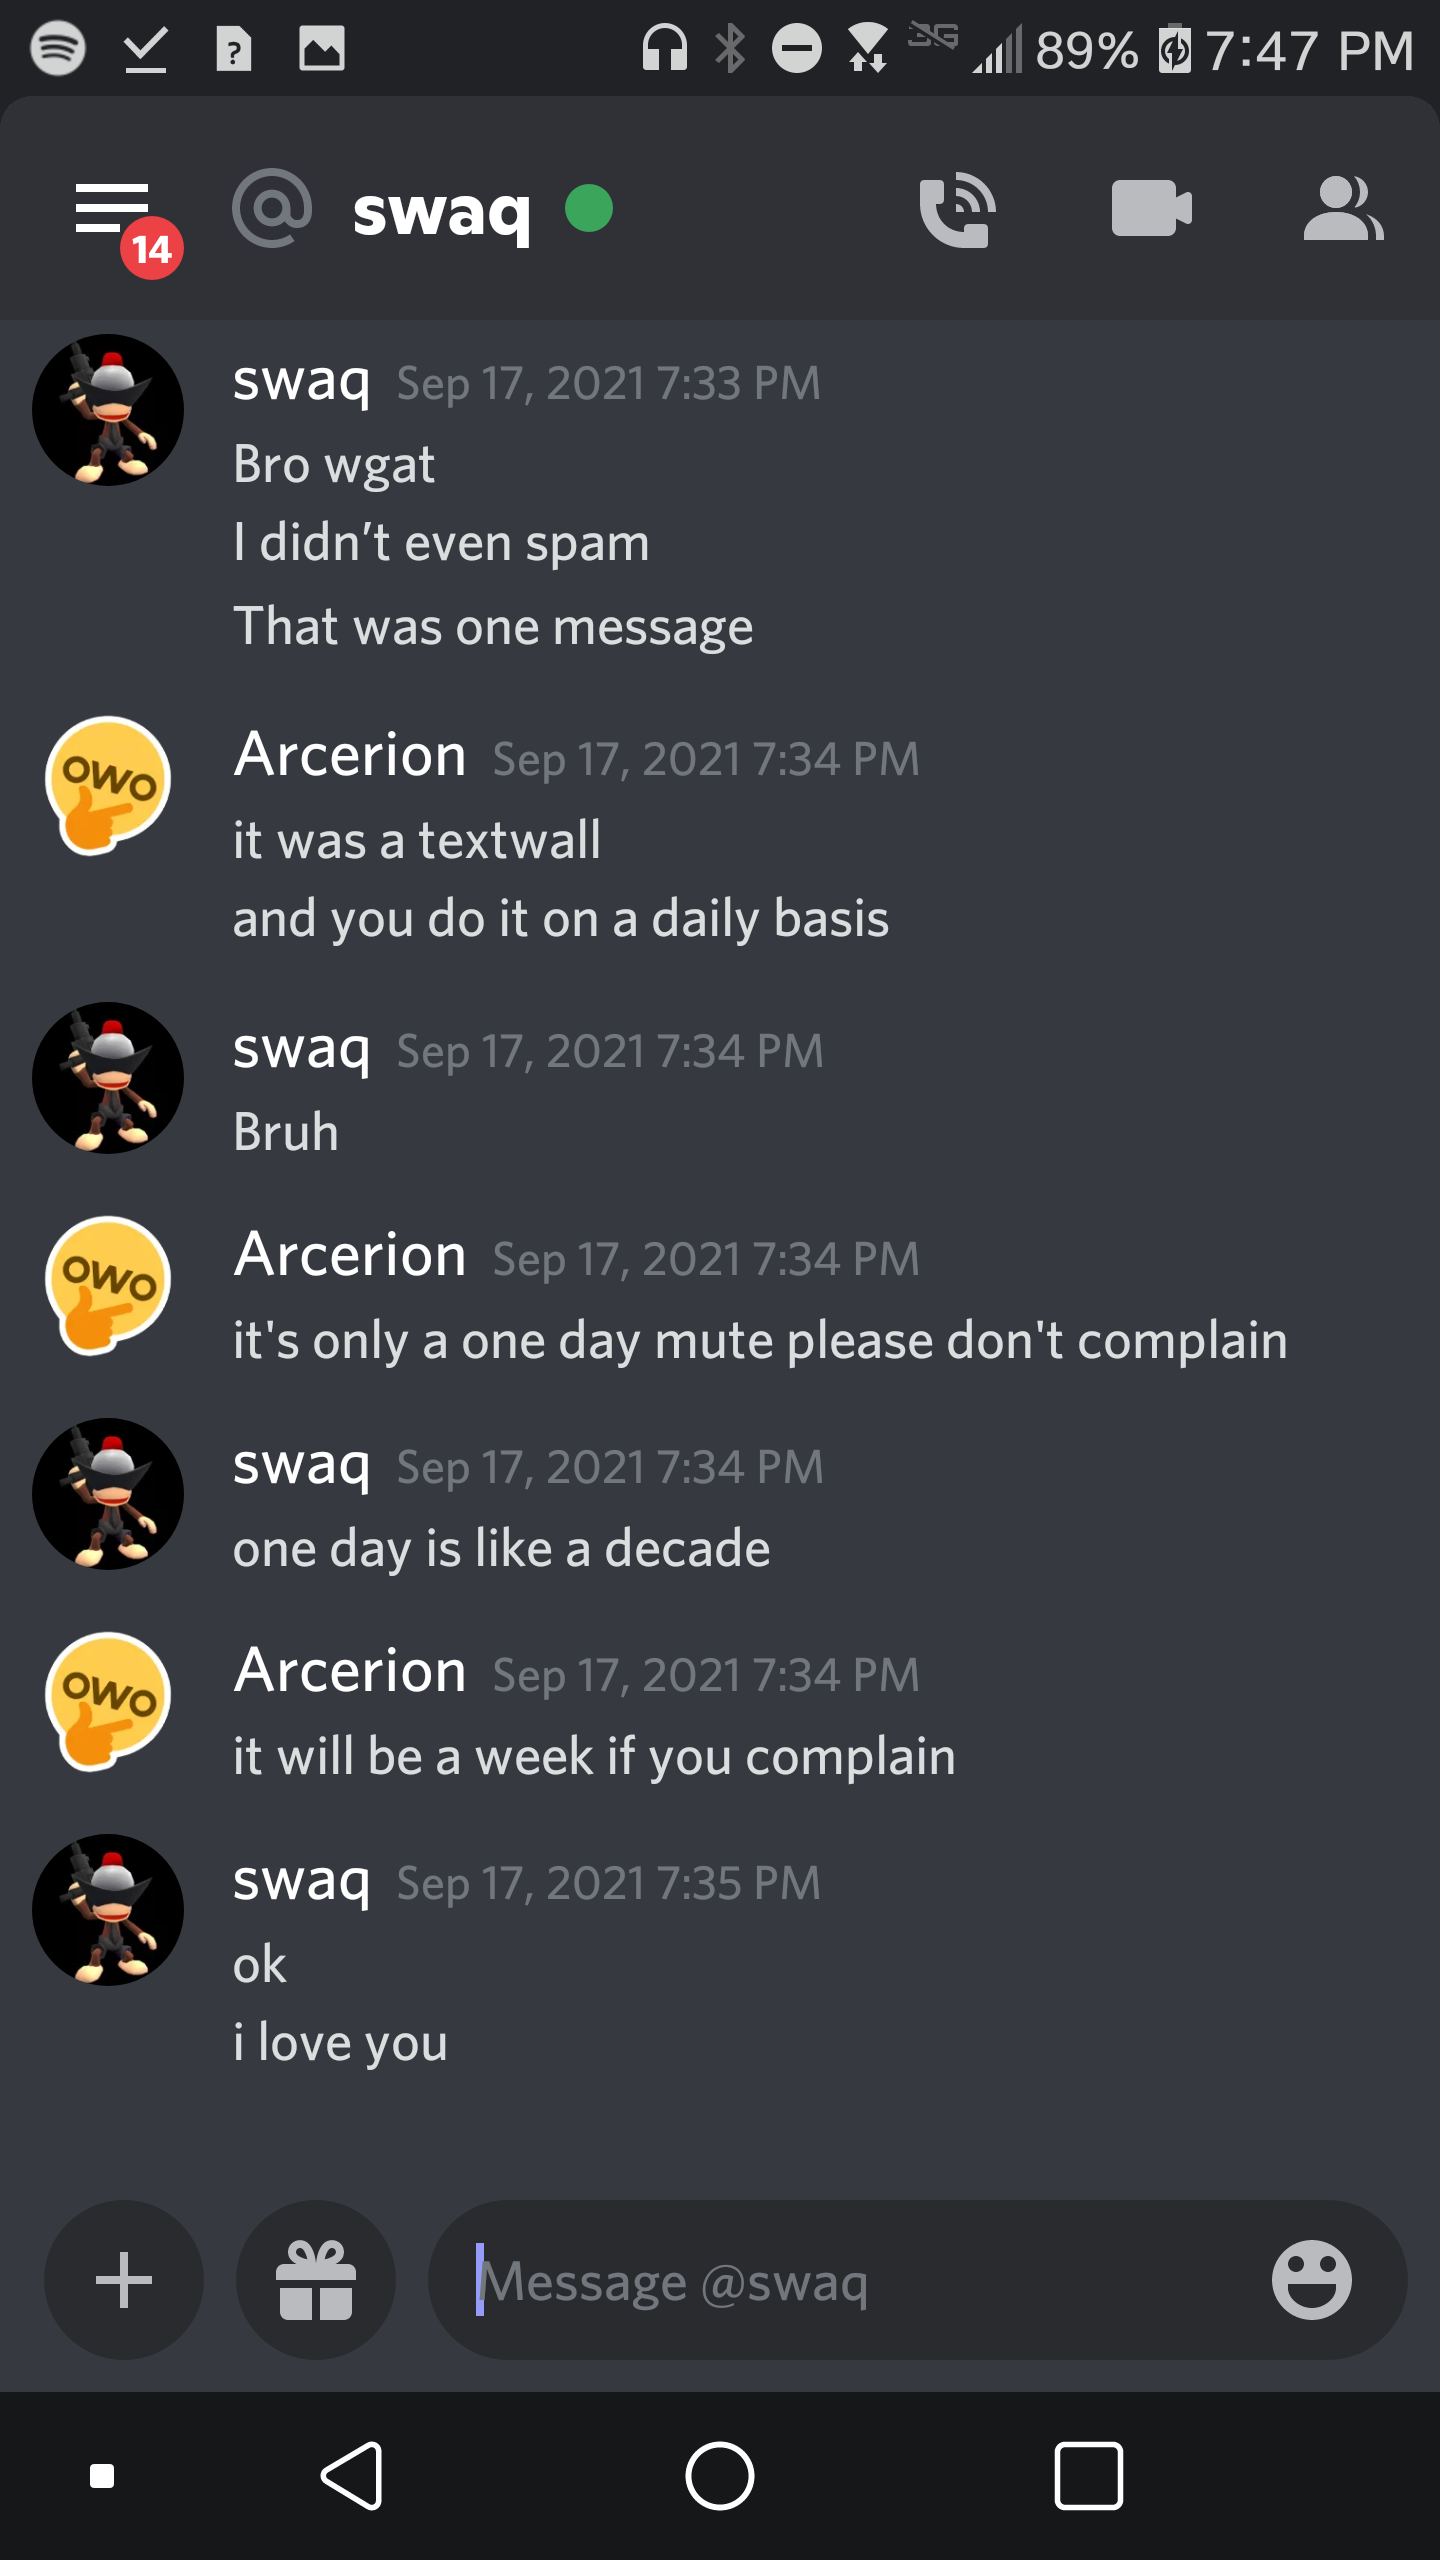 89% 7:47 PM
14
swaq
swaq Sep 17, 2021 7:33 PM
Bro wgat
I didn’t even spam
That was one message
OWO
Arcerion Sep 17, 2021 7:34 PM
it was a textwall
and you do it on a daily basis
swaq Sep 17, 2021 7:34 PM
Bruh
OWO
Arcerion Sep 17, 2021 7:34 PM
it's only a one day mute please don't complain
swaq Sep 17, 2021 7:34 PM
one day is like a decade
OWO
Arcerion Sep 17, 2021 7:34 PM
it will be a week if you complain
swaq Sep 17, 2021 7:35 PM
ok
i love you
Message @swaq